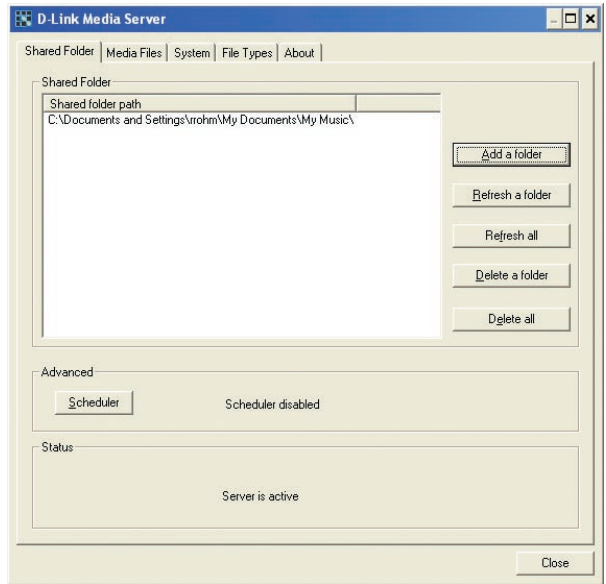 D-Link Media Server
Shared Folder Media Files System File Types About
Shared Folder
Shared folder path
C:\Documents and Settings\rrohm\My Documents\My Music\
Add a folder
Refresh a folder
Refresh all
Delete a folder
Delete all
Advanced
Scheduler Scheduler disabled
Status
Server is active
Close